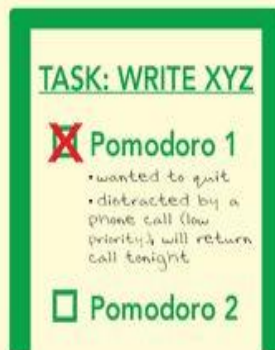 TASK: WRITE XYZ
Pomodoro 1
• wanted to quit
• distracted by a
phone call (low
priority); will return
call tonight
Pomodoro 2